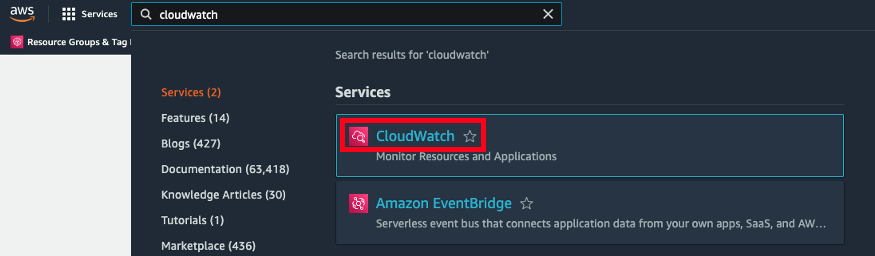 aws
Services
cloudwatch
Resource Groups & Tag
Search results for 'cloudwatch'
Services (2)
Features (14)
Blogs (427)
Documentation (63,418)
Knowledge Articles (30)
Tutorials (1)
Marketplace (436)
Services
CloudWatch
Monitor Resources and Applications
Amazon EventBridge
Serverless event bus that connects application data from your own apps, SaaS, and AW...